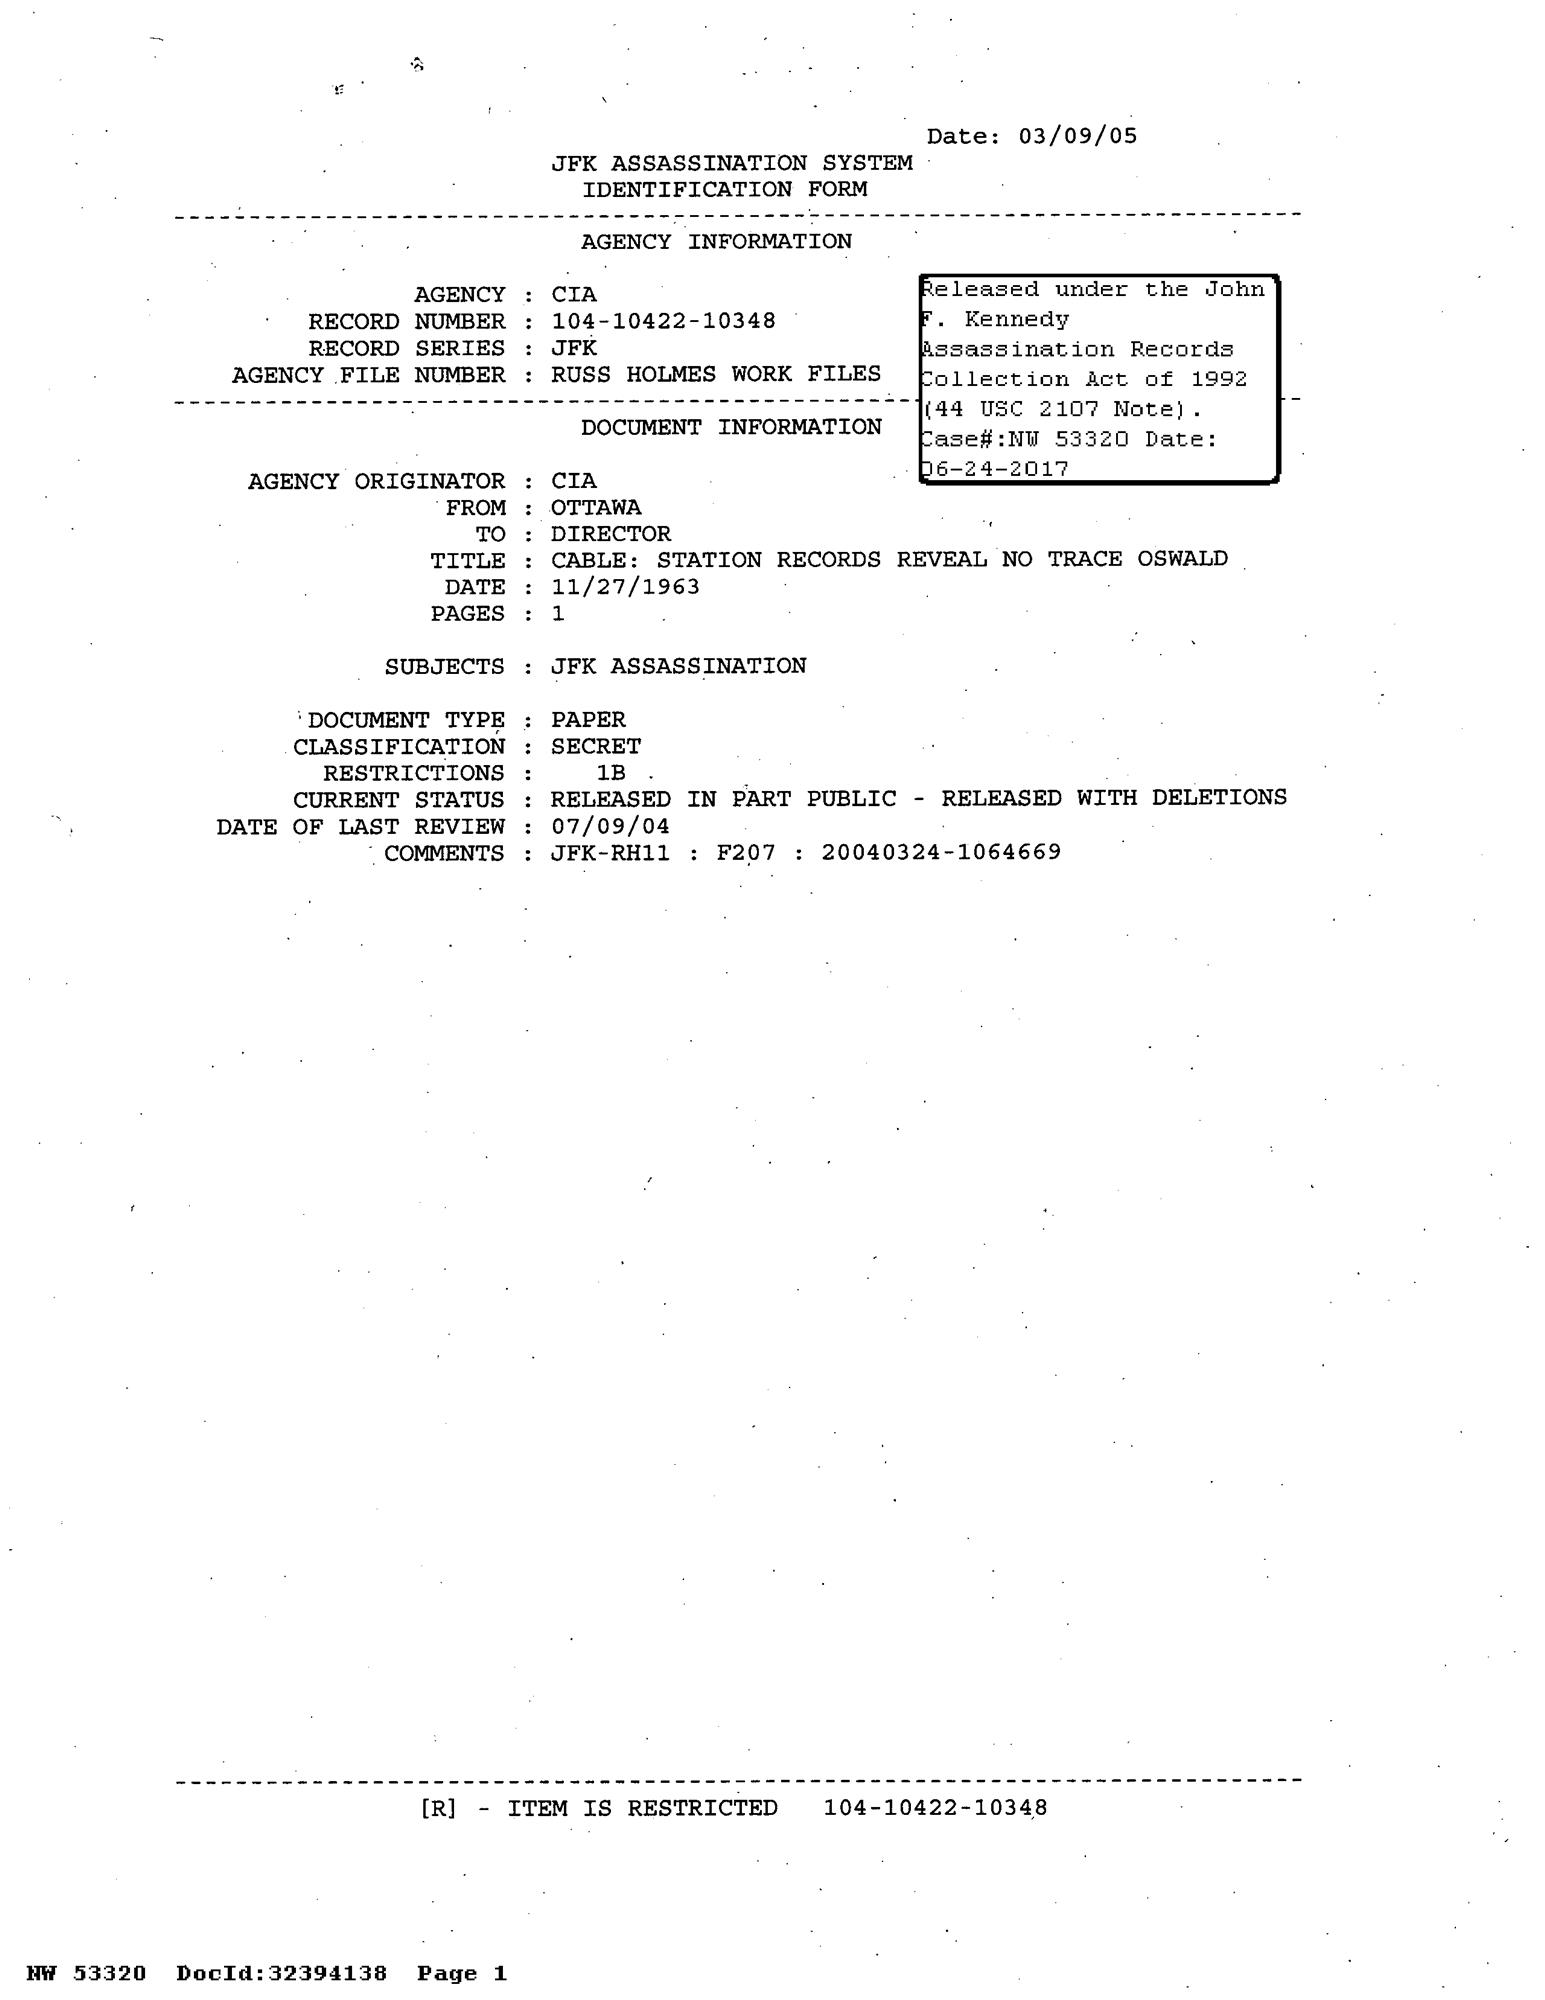 Date: 03/09/05
JFK ASSASSINATION SYSTEM
IDENTIFICATION FORM
AGENCY INFORMATION
AGENCY : CIA
RECORD NUMBER : 104-10422-10348
RECORD SERIES : JFK
AGENCY FILE NUMBER : RUSS HOLMES WORK FILES
Released under the John
F. Kennedy
Assassination Records
Collection Act of 1992
(44 USC 2107 Note).
Case#:NW 53320 Date:
06-24-2017
DOCUMENT INFORMATION
AGENCY ORIGINATOR : CIA
FROM : OTTAWA
TO : DIRECTOR
TITLE : CABLE: STATION RECORDS REVEAL NO TRACE OSWALD
DATE : 11/27/1963
PAGES : 1
SUBJECTS : JFK ASSASSINATION
DOCUMENT TYPE : PAPER
CLASSIFICATION : SECRET
RESTRICTIONS : 1B
CURRENT STATUS : RELEASED IN PART PUBLIC - RELEASED WITH DELETIONS
DATE OF LAST REVIEW : 07/09/04
COMMENTS : JFK-RH11 : F207 : 20040324-1064669
[R] - ITEM IS RESTRICTED 104-10422-10348
NW 53320 DocId:32394138 Page 1